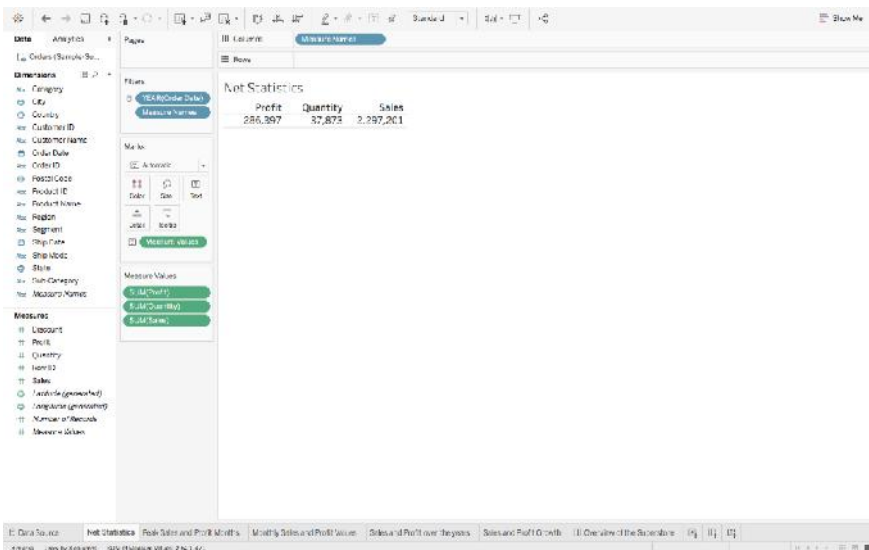 Standard
Show Me
Data
Analytics
Pages
Columns
Measure Names
Orders (Sample-Se...
Rows
Dimensions
Filters
Net Statistics
Category
City
Country
Customer ID
Customer Name
Order Date
Order ID
Postal Code
Product ID
Product Name
Region
Segment
Ship Date
Ship Mode
State
Sub-Category
Measure Names
YEAR(Order Date)
Measure Names
Marks
Automatic
Color
Size
Text
Detail
Tooltip
Measure Values
Measure Values
SUM(Profit)
SUM(Quantity)
SUM(Sales)
Profit Quantity Sales
286,397 37,873 2,297,201
Measures
Discount
Profit
Quantity
Row ID
Sales
Latitude (generated)
Longitude (generated)
Number of Records
Measure Values
Data Source
Net Statistics
Peak Sales and Profit Months
Monthly Sales and Profit Values
Sales and Profit over the years
Sales and Profit Growth
Overview of the Superstore